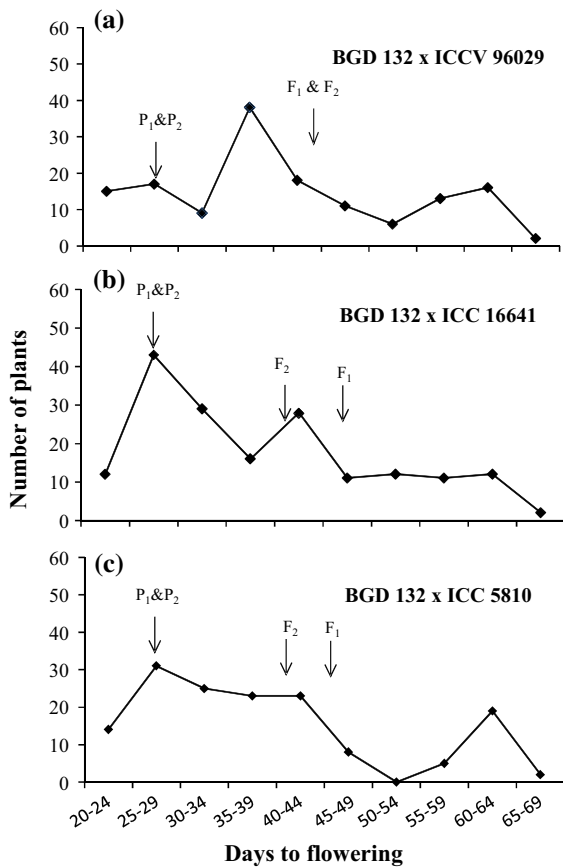 (a)
BGD 132 x ICCV 96029
F₁ & F₂
P₁&P₂
60
50
40
30
20
10
0
(b)
P₁&P₂
BGD 132 x ICC 16641
F₂
F₁
60
50
40
30
20
10
0
Number of plants
(c)
P₁&P₂
BGD 132 x ICC 5810
F₂
F₁
60
50
40
30
20
10
0
20-24 25-29 30-34 35-39 40-44 45-49 50-54 55-59 60-64 65-69
Days to flowering